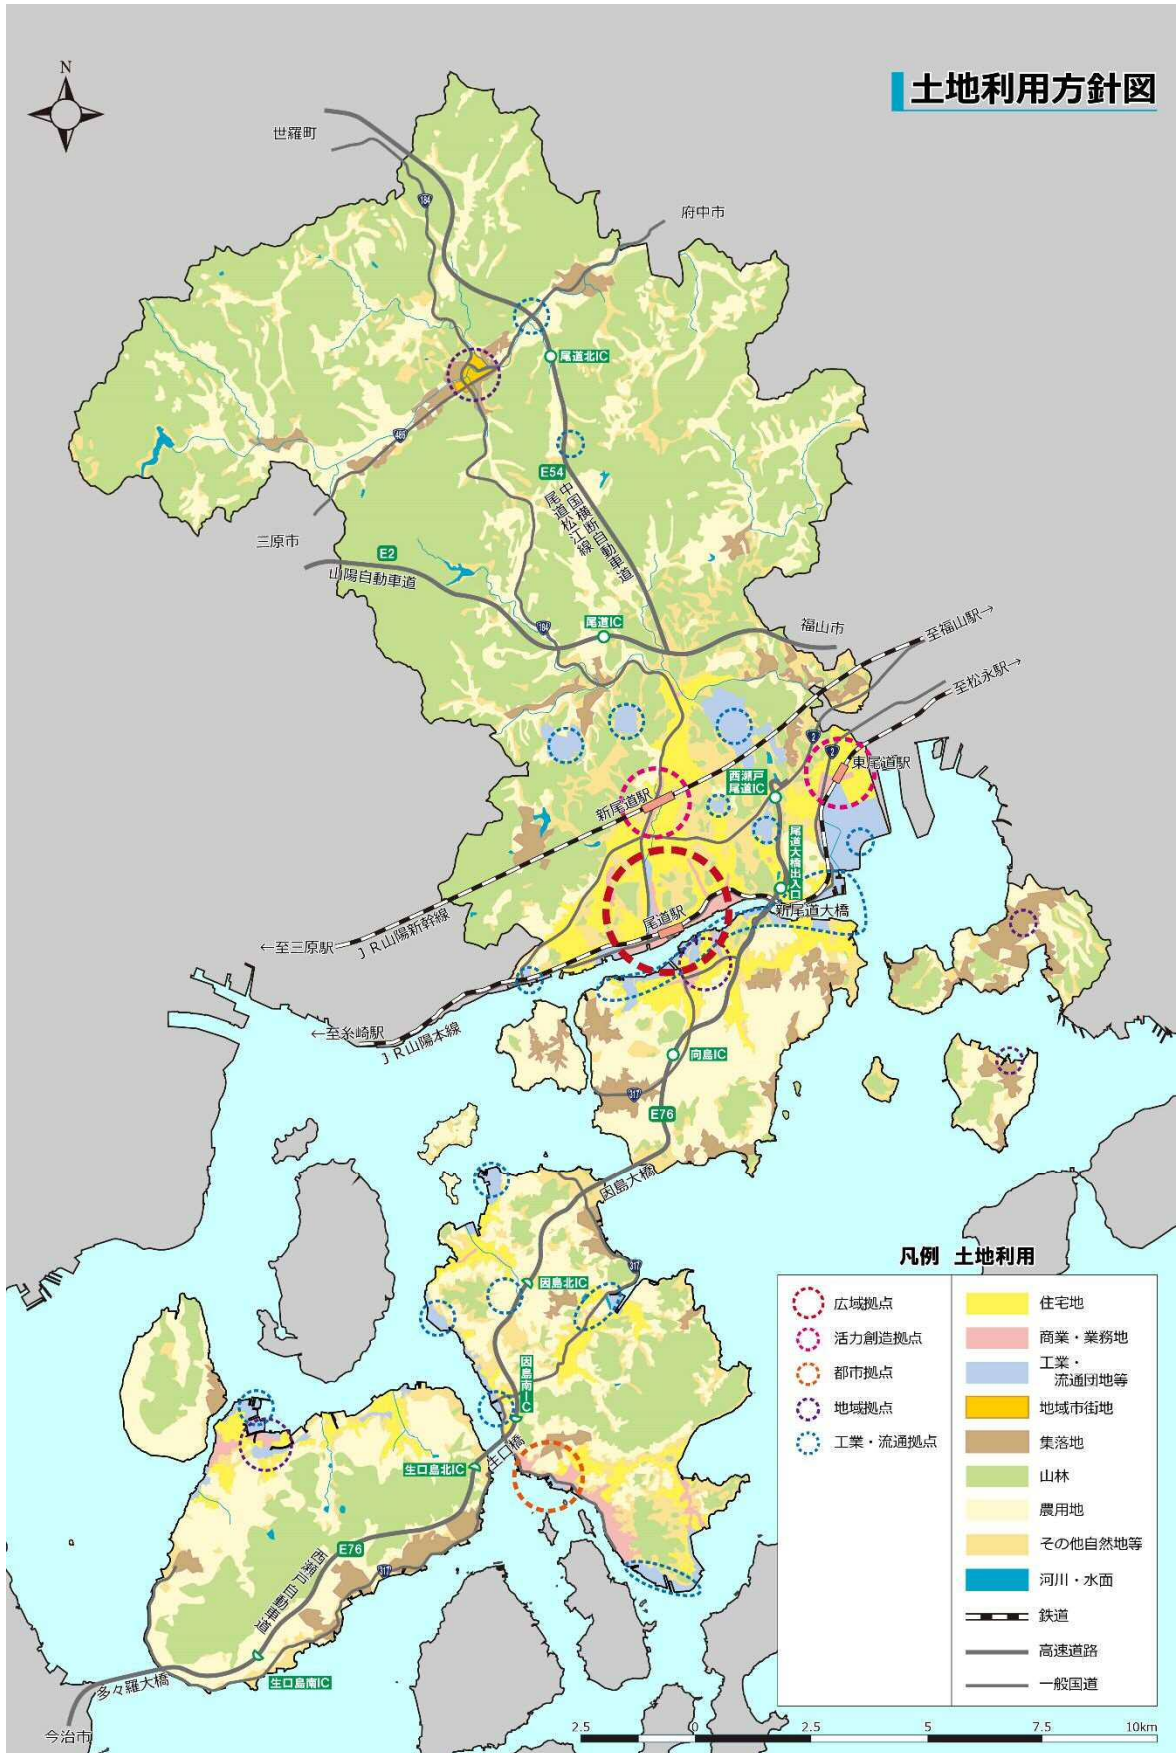 土地利用方針図
N
世羅町
184
府中市
尾道北IC
486
E54
中国横断自動車道
尾道松江線
三原市
E2
山陽自動車道
184
尾道IC
福山市
至福山駅→
至松永駅→
2
2
東尾道駅
西瀬戸
尾道IC
新尾道駅
尾道大橋出入口
尾道駅
新尾道大橋
←至三原駅
JR山陽新幹線
←至糸崎駅
JR山陽本線
向島IC
317
E76
因島大橋
317
因島北IC
因島南IC
生口橋
生口島北IC
E76
西瀬戸自動車道
317
生口島南IC
多々羅大橋
今治市
凡例 土地利用
広域拠点
活力創造拠点
都市拠点
地域拠点
工業・流通拠点
住宅地
商業・業務地
工業・
流通団地等
地域市街地
集落地
山林
農用地
その他自然地等
河川・水面
鉄道
高速道路
一般国道
2.5 0 2.5 5 7.5 10km